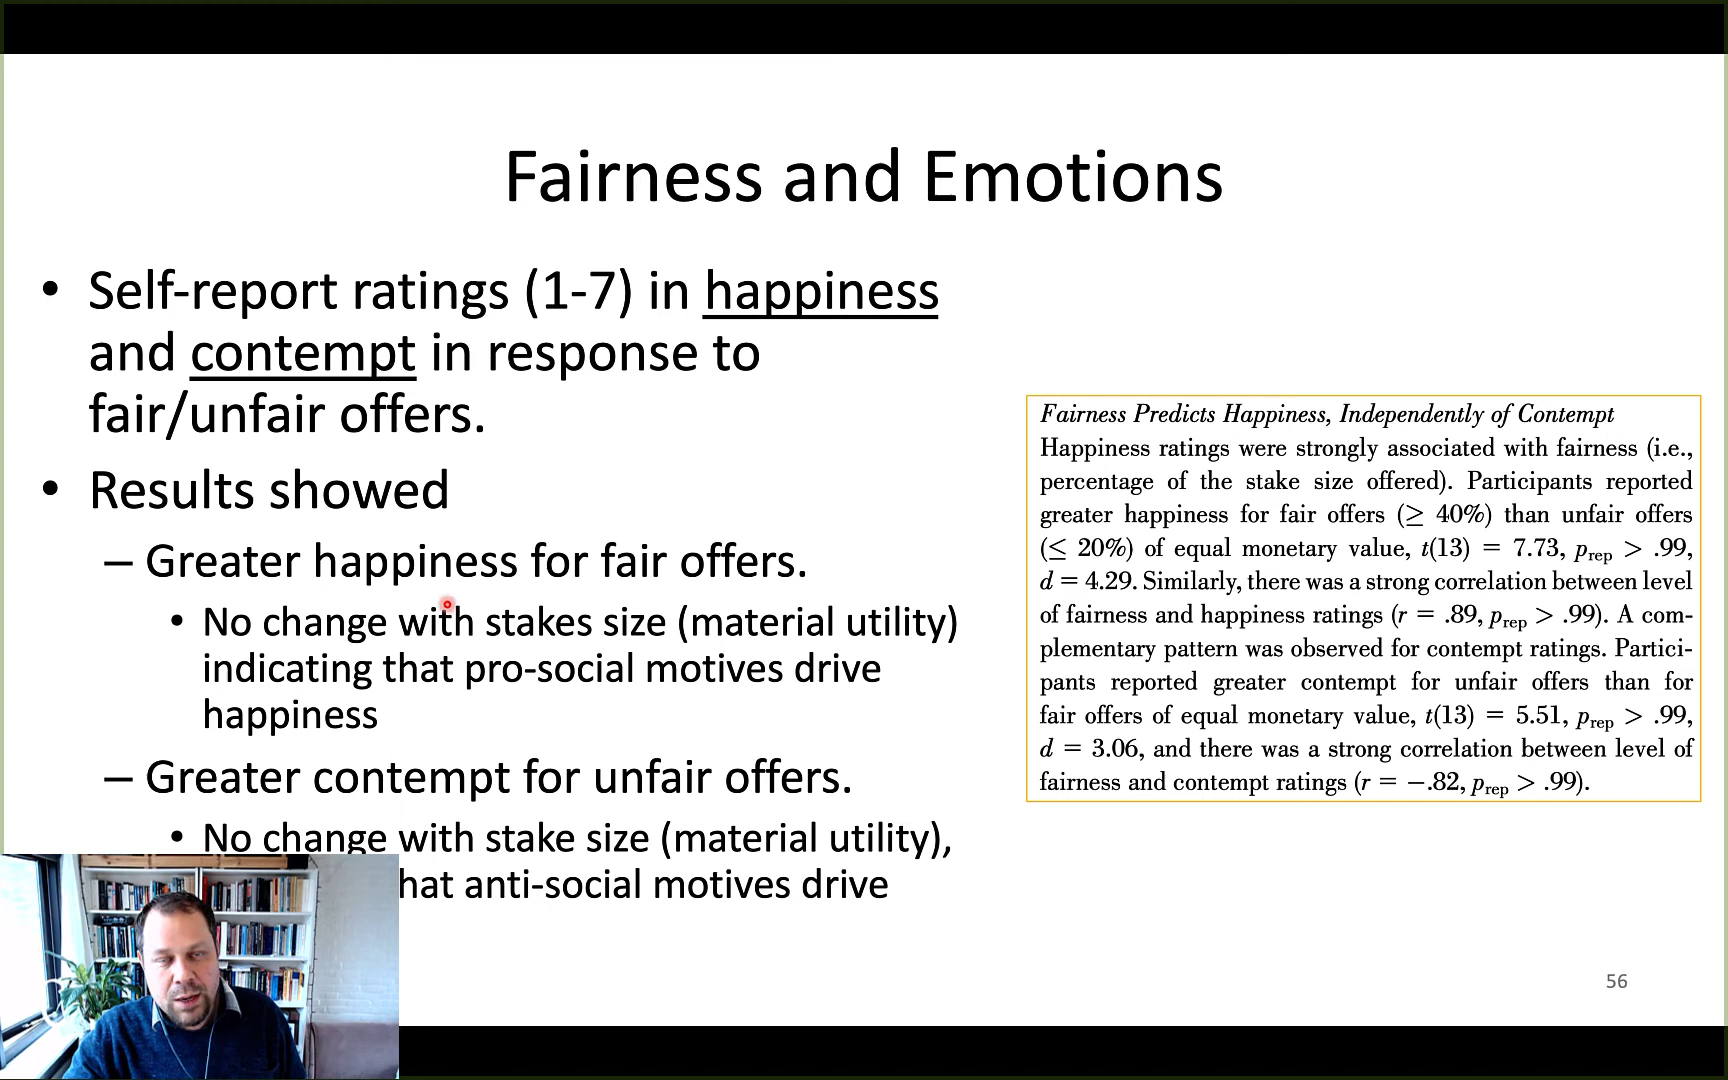 Fairness and Emotions
• Self-report ratings (1-7) in happiness
and contempt in response to
fair/unfair offers.
• Results showed
– Greater happiness for fair offers.
• No change with stakes size (material utility)
indicating that pro-social motives drive
happiness
– Greater contempt for unfair offers.
• No change with stake size (material utility),
hat anti-social motives drive
Fairness Predicts Happiness, Independently of Contempt
Happiness ratings were strongly associated with fairness (i.e.,
percentage of the stake size offered). Participants reported
greater happiness for fair offers (≥ 40%) than unfair offers
(≤ 20%) of equal monetary value, t(13) = 7.73, prep > .99,
d = 4.29. Similarly, there was a strong correlation between level
of fairness and happiness ratings (r = .89, prep > .99). A com-
plementary pattern was observed for contempt ratings. Partici-
pants reported greater contempt for unfair offers than for
fair offers of equal monetary value, t(13) = 5.51, prep > .99,
d = 3.06, and there was a strong correlation between level of
fairness and contempt ratings (r = −.82, prep > .99).
56